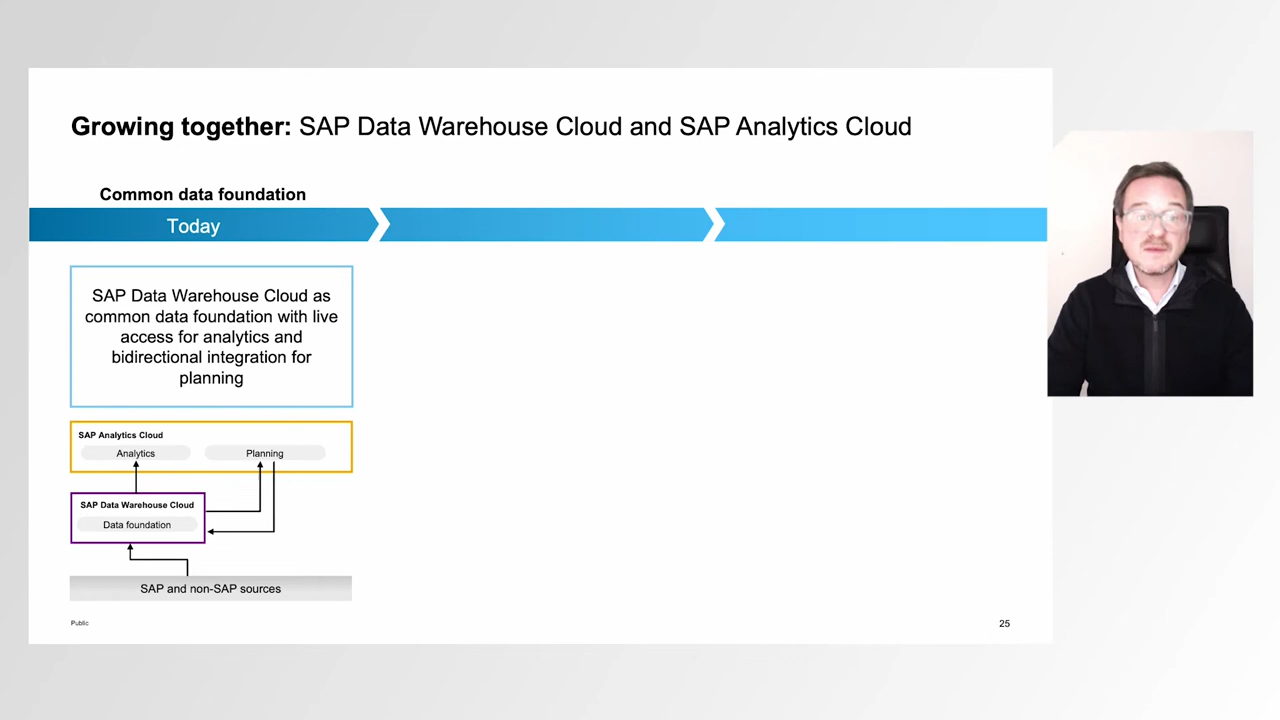 Growing together: SAP Data Warehouse Cloud and SAP Analytics Cloud
Common data foundation
Today
SAP Data Warehouse Cloud as
common data foundation with live
access for analytics and
bidirectional integration for
planning
SAP Analytics Cloud
Analytics
Planning
SAP Data Warehouse Cloud
Data foundation
SAP and non-SAP sources
Public
25